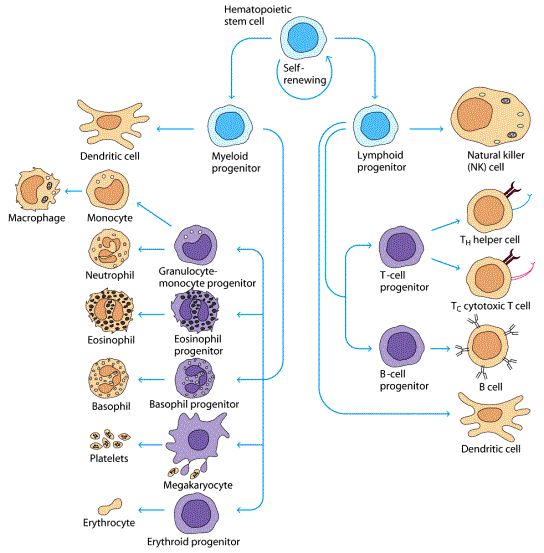 Hematopoietic
stem cell
Self-
renewing
Dendritic cell
Myeloid
progenitor
Lymphoid
progenitor
Natural killer
(NK) cell
Macrophage
Monocyte
TH helper cell
Neutrophil
Granulocyte-
monocyte progenitor
T-cell
progenitor
TC cytotoxic T cell
Eosinophil
Eosinophil
progenitor
B-cell
progenitor
B cell
Basophil
Basophil progenitor
Dendritic cell
Platelets
Megakaryocyte
Erythrocyte
Erythroid progenitor